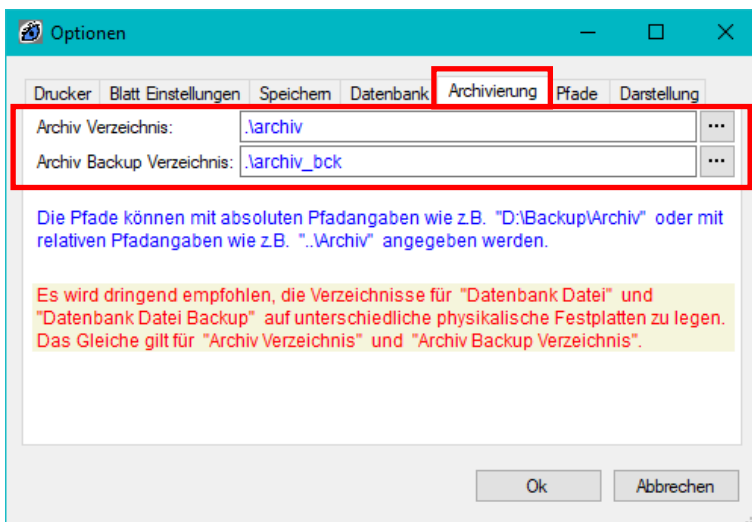 Optionen
Drucker Blatt Einstellungen Speichern Datenbank Archivierung Pfade Darstellung
Archiv Verzeichnis: .\archiv ...
Archiv Backup Verzeichnis: .\archiv_bck ...
Die Pfade können mit absoluten Pfadangaben wie z.B. "D:\Backup\Archiv" oder mit
relativen Pfadangaben wie z.B. "..\Archiv" angegeben werden.
Es wird dringend empfohlen, die Verzeichnisse für "Datenbank Datei" und
"Datenbank Datei Backup" auf unterschiedliche physikalische Festplatten zu legen.
Das Gleiche gilt für "Archiv Verzeichnis" und "Archiv Backup Verzeichnis".
Ok Abbrechen